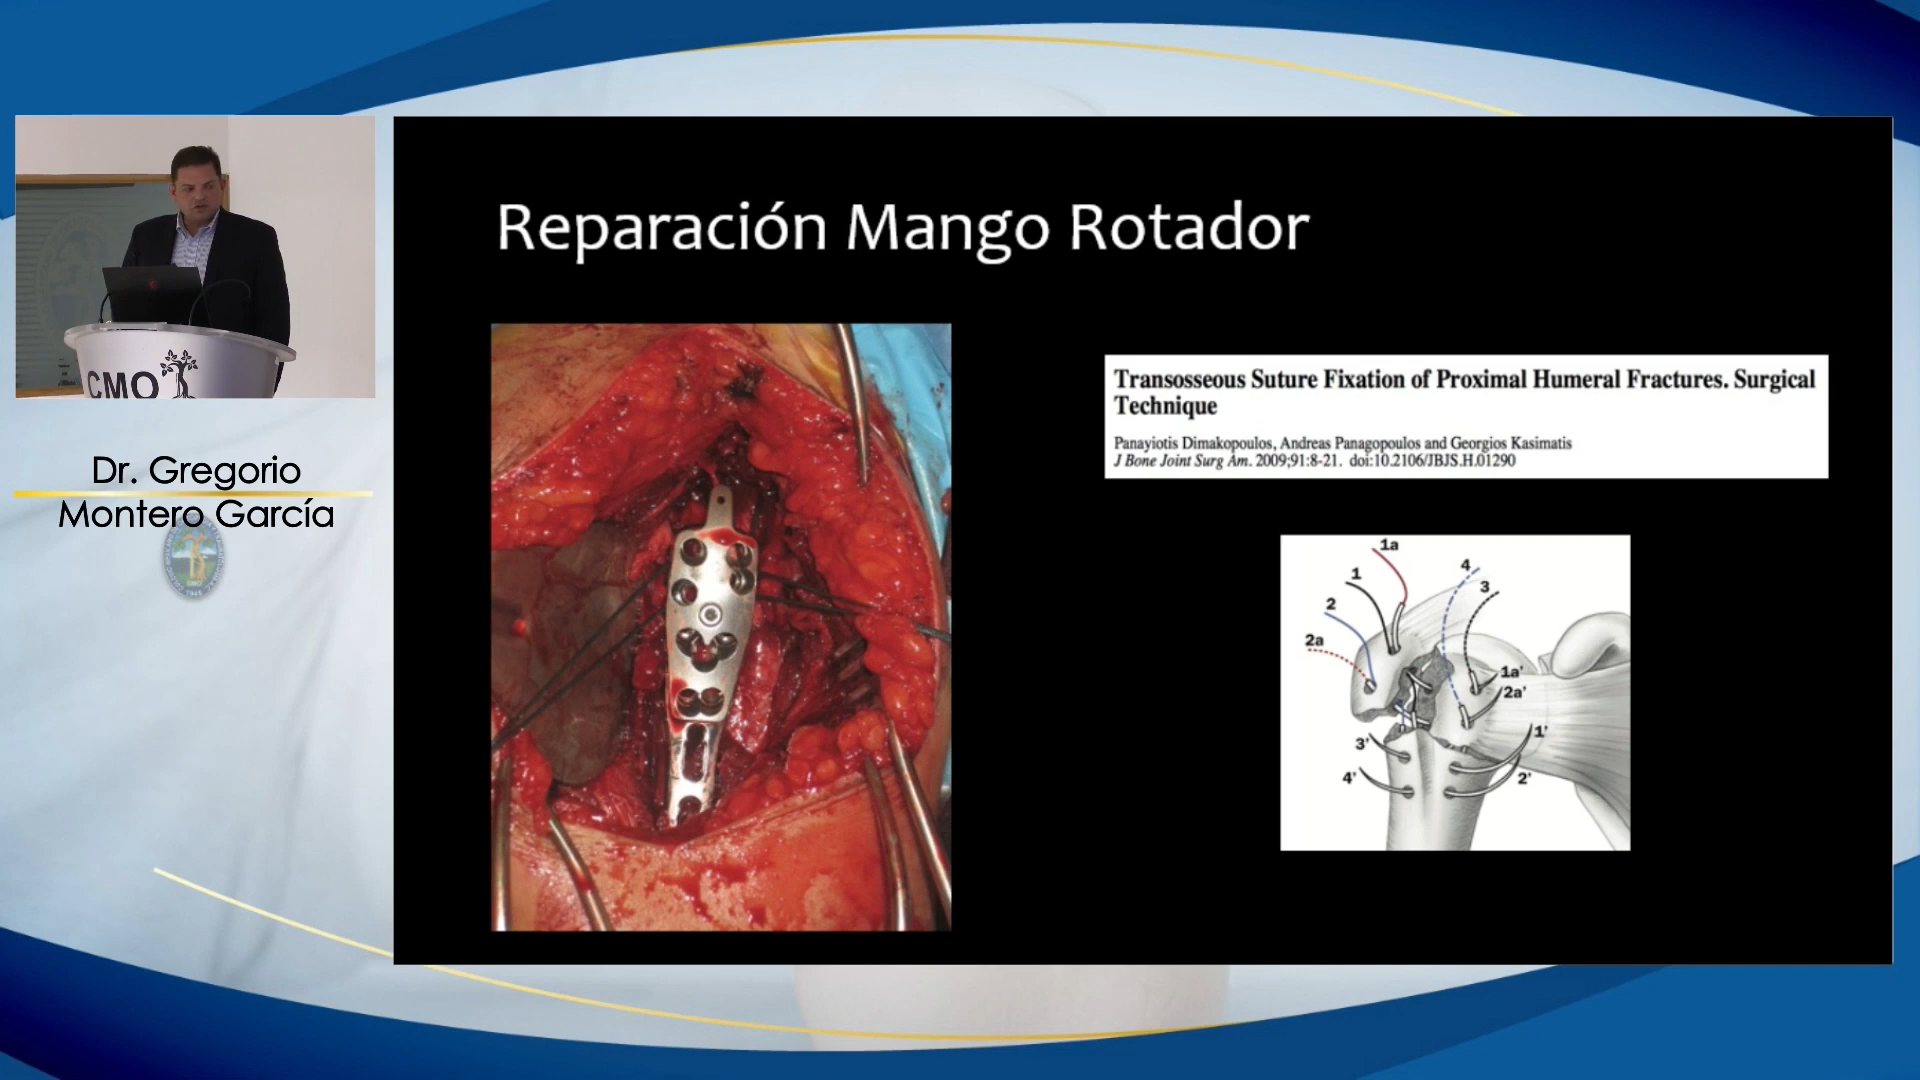 Reparación Mango Rotador
CMO
Dr. Gregorio
Montero García
Transosseous Suture Fixation of Proximal Humeral Fractures. Surgical
Technique
Panayiotis Dimakopoulos, Andreas Panagopoulos and Georgios Kasimatis
J Bone Joint Surg Am. 2009;91:8-21. doi:10.2106/JBJS.H.01290
1a
4
1
3
2
2a
1a'
2a'
1'
3'
4'
2'